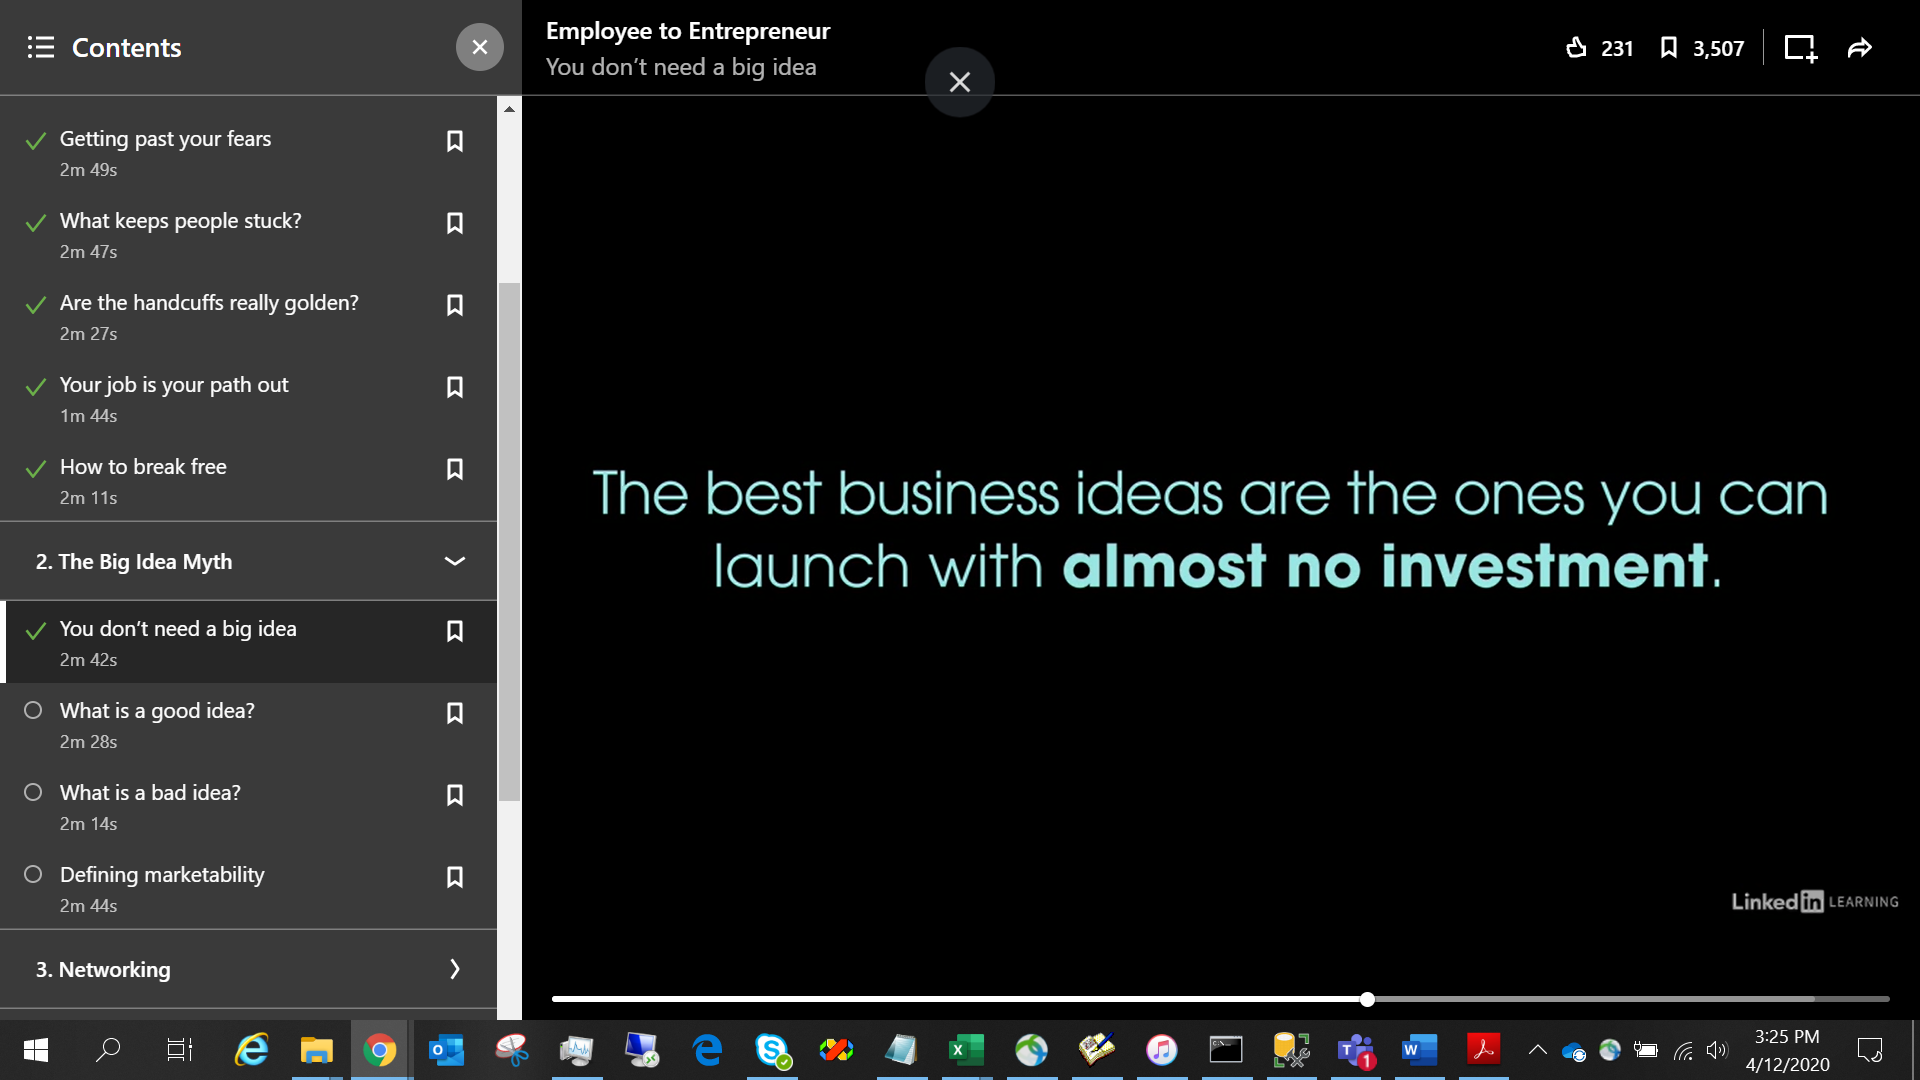 Contents
Employee to Entrepreneur
You don’t need a big idea
231
3,507
Getting past your fears
2m 49s
What keeps people stuck?
2m 47s
Are the handcuffs really golden?
2m 27s
Your job is your path out
1m 44s
How to break free
2m 11s
2. The Big Idea Myth
You don’t need a big idea
2m 42s
What is a good idea?
2m 28s
What is a bad idea?
2m 14s
Defining marketability
2m 44s
3. Networking
The best business ideas are the ones you can
launch with almost no investment.
Linked in LEARNING
3:25 PM
4/12/2020